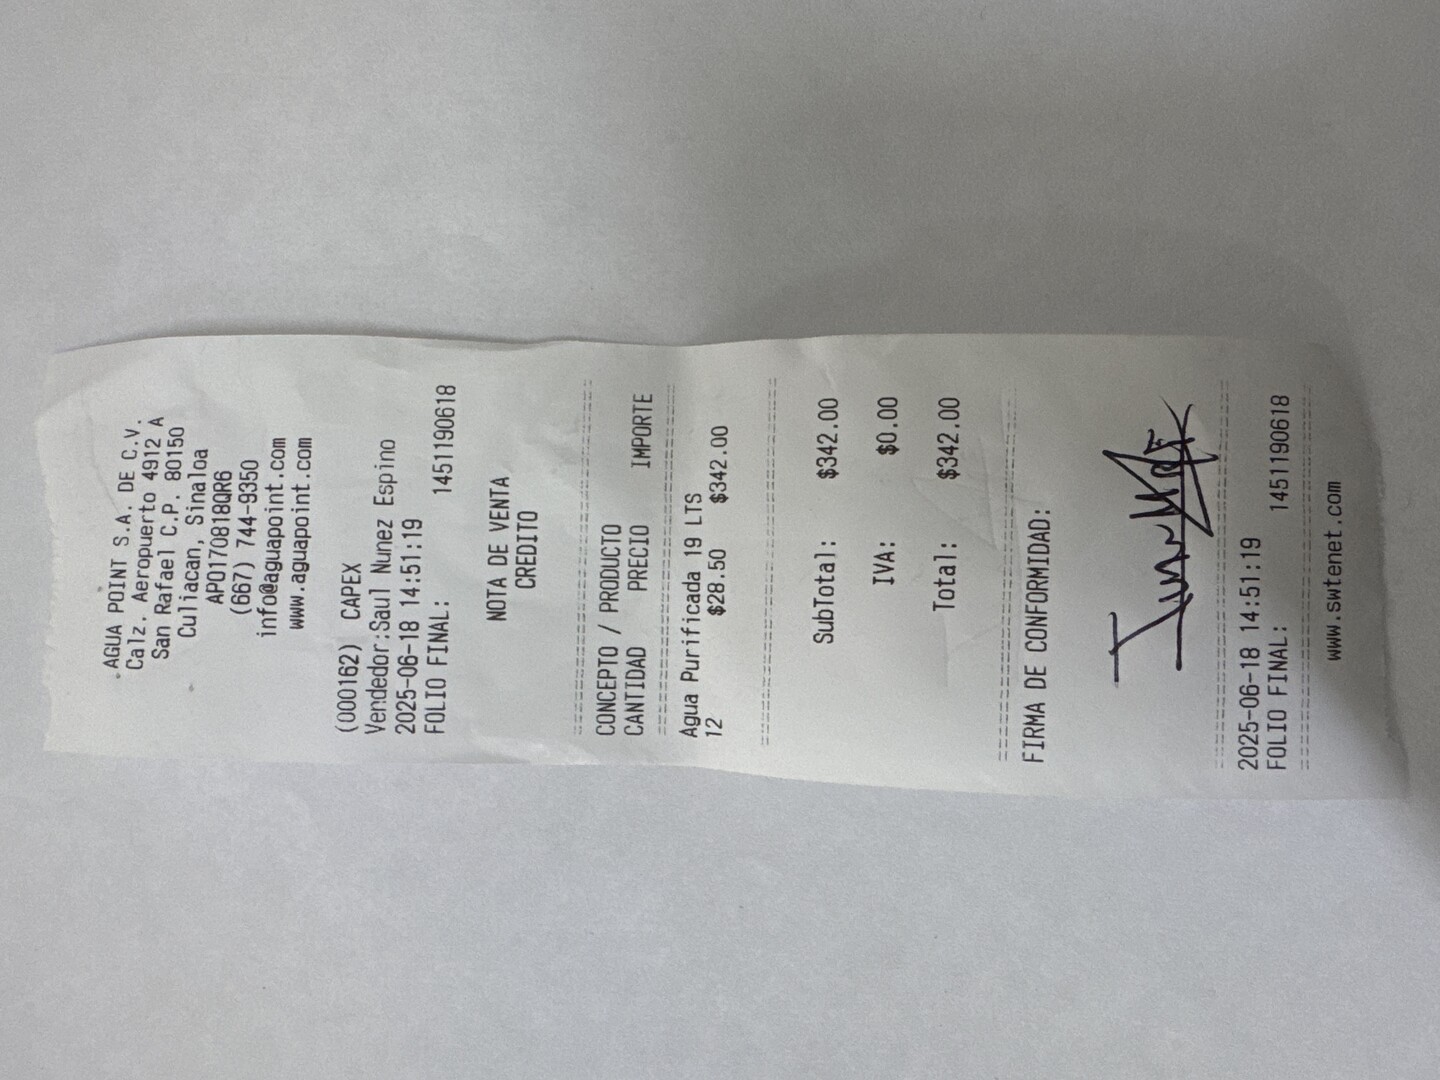 AGUA POINT S.A. DE C.V.
Calz. Aeropuerto 4912 A
San Rafael C.P. 80150
Culiacan, Sinaloa
APO170818QR6
(667) 744-9350
info@aguapoint.com
www.aguapoint.com
(000162) CAPEX
Vendedor:Saul Nunez Espino
2025-06-18 14:51:19
FOLIO FINAL: 1451190618
NOTA DE VENTA
CREDITO
CONCEPTO / PRODUCTO
CANTIDAD PRECIO IMPORTE
Agua Purificada 19 LTS
12 $28.50 $342.00
SubTotal: $342.00
IVA: $0.00
Total: $342.00
FIRMA DE CONFORMIDAD:
2025-06-18 14:51:19
FOLIO FINAL: 1451190618
www.swtenet.com